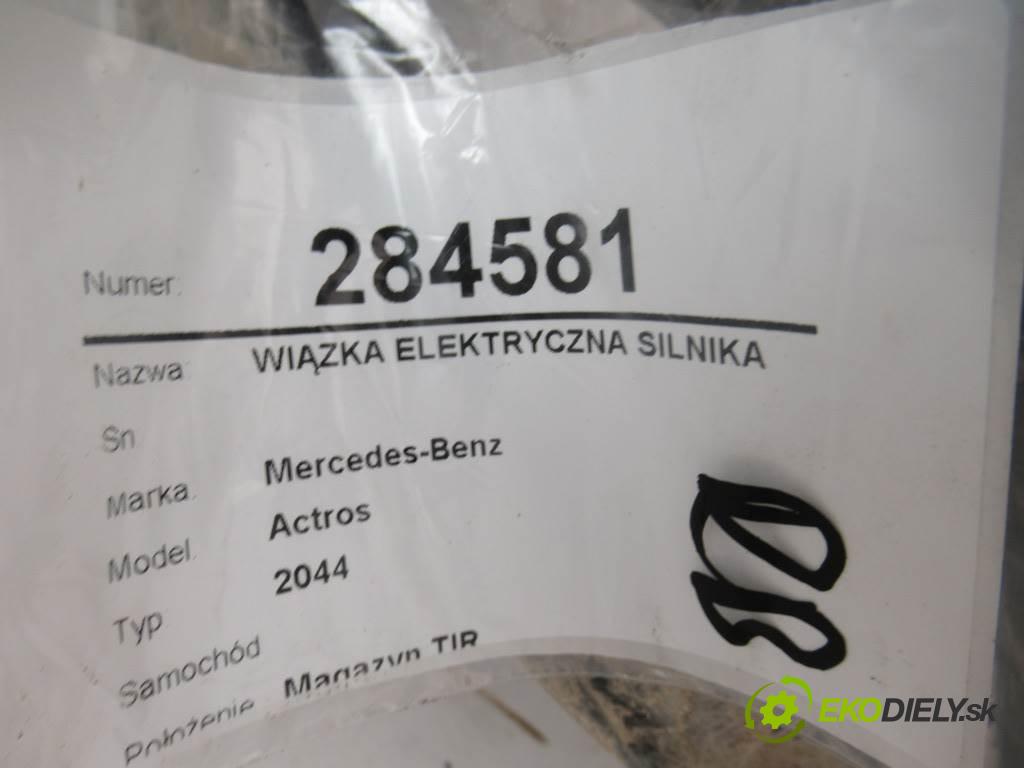 Numer: 284581
Nazwa: WIĄZKA ELEKTRYCZNA SILNIKA
Sn
Marka. Mercedes-Benz
Model. Actros
Typ 2044
Samochód
Położenie Magazyn TIR
EKODIELY.sk